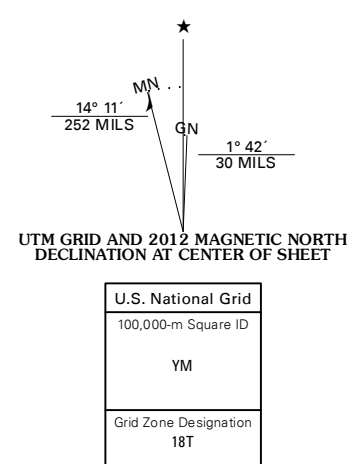 ★
MN
14° 11´
252 MILS
GN
1° 42´
30 MILS
UTM GRID AND 2012 MAGNETIC NORTH
DECLINATION AT CENTER OF SHEET
U.S. National Grid
100,000-m Square ID
YM
Grid Zone Designation
18T